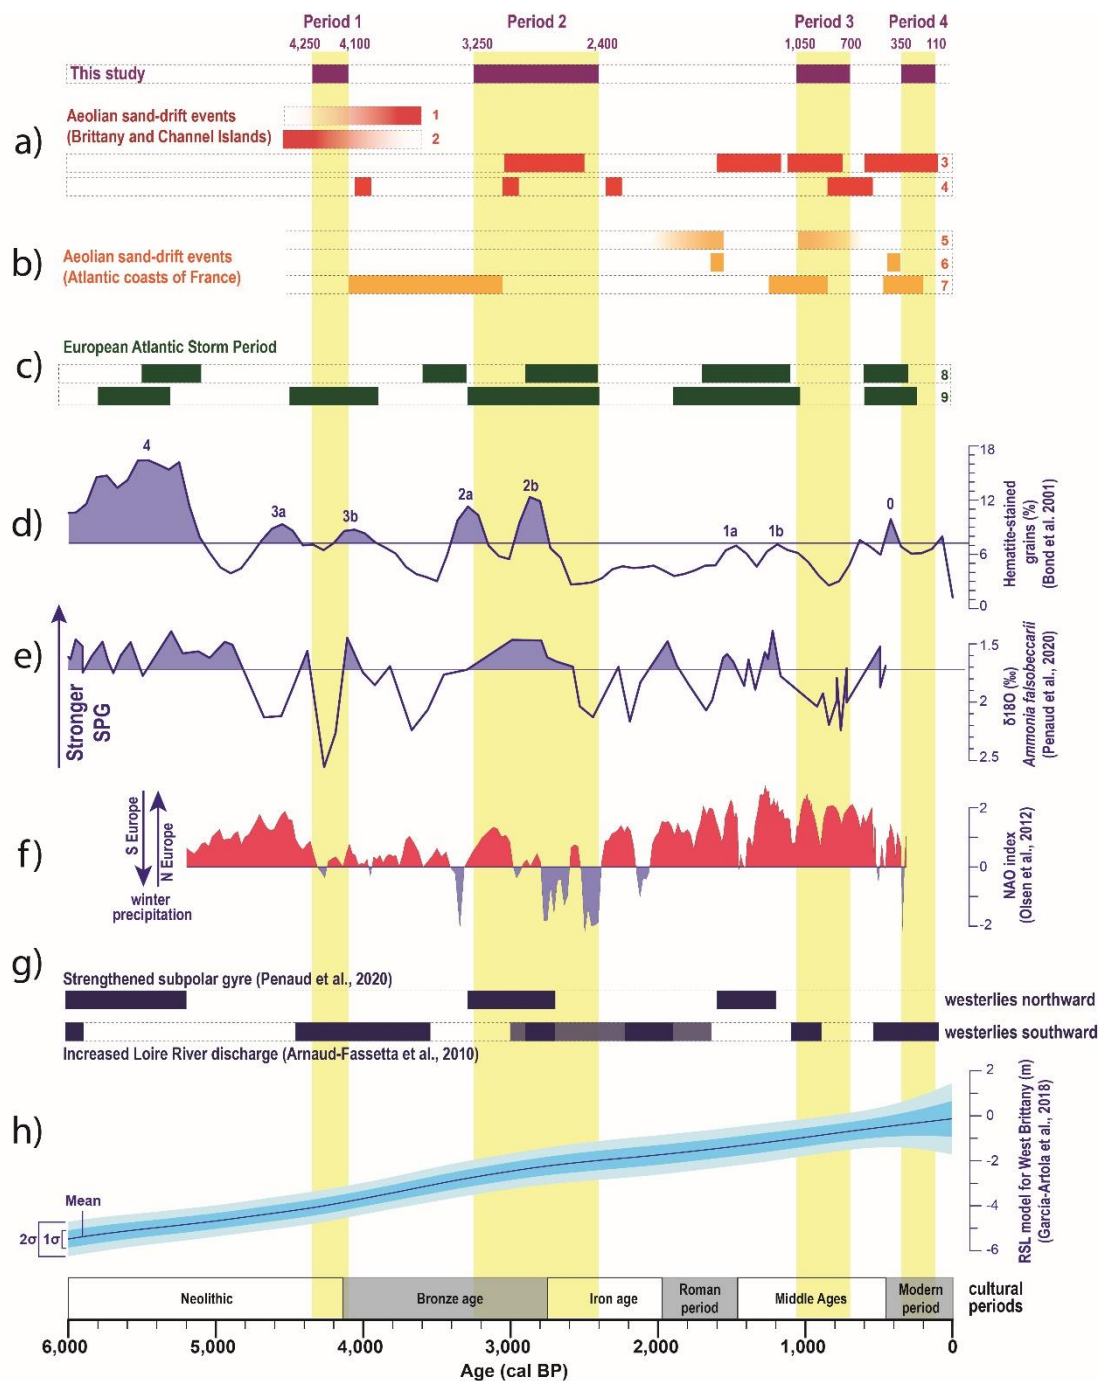 Period 1 Period 2 Period 3 Period 4
4,250 4,100 3,250 2,400 1,050 700 350 110
This study
a)
Aeolian sand-drift events
(Brittany and Channel Islands)
1
2
3
4
b)
Aeolian sand-drift events
(Atlantic coasts of France)
5
6
7
c)
European Atlantic Storm Period
8
9
d)
4 3a 3b 2a 2b 1a 1b 0
18
12
6
0
Hematite-stained
grains (%)
(Bond et al. 2001)
e)
Stronger
SPG
1.5
2
2.5
δ18O (‰)
Ammonia falsobeccarii
(Penaud et al., 2020)
f)
S Europe
N Europe
winter
precipitation
2
0
-2
NAO index
(Olsen et al., 2012)
g)
Strengthened subpolar gyre (Penaud et al., 2020)
westerlies northward
westerlies southward
Increased Loire River discharge (Arnaud-Fassetta et al., 2010)
h)
Mean
2σ 1σ
2
0
-2
-4
-6
RSL model for West Brittany (m)
(García-Artola et al., 2018)
Neolithic Bronze age Iron age Roman period Middle Ages Modern period
cultural
periods
6,000 5,000 4,000 3,000 2,000 1,000 0
Age (cal BP)